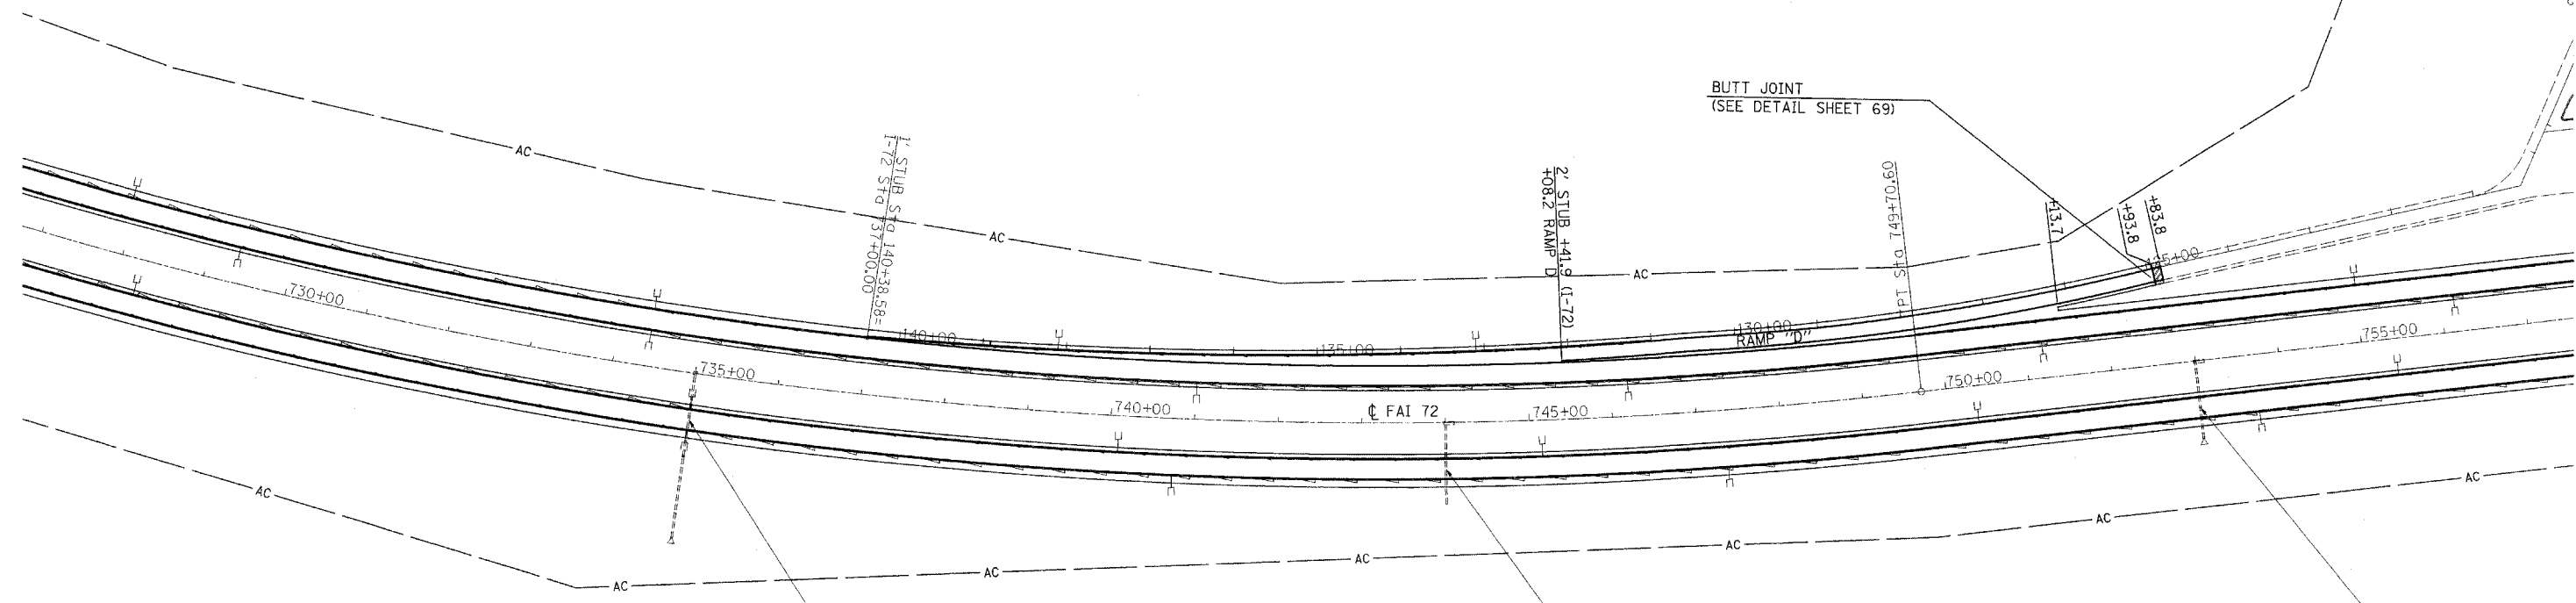 BUTT JOINT
(SEE DETAIL SHEET 69)
AC
1' STUB Sta 140+38.58=
I-72 Sta 737+00.00
2' STUB +41.9 (I-72)
+08.2 RAMP D
PT Sta 749+70.60
+13.7
+93.8
+83.8
AC
AC
730+00
140+00
135+00
130+00
RAMP "D"
125+00
735+00
740+00
℄ FAI 72
745+00
750+00
755+00
AC
AC
AC
AC
AC
AC
AC